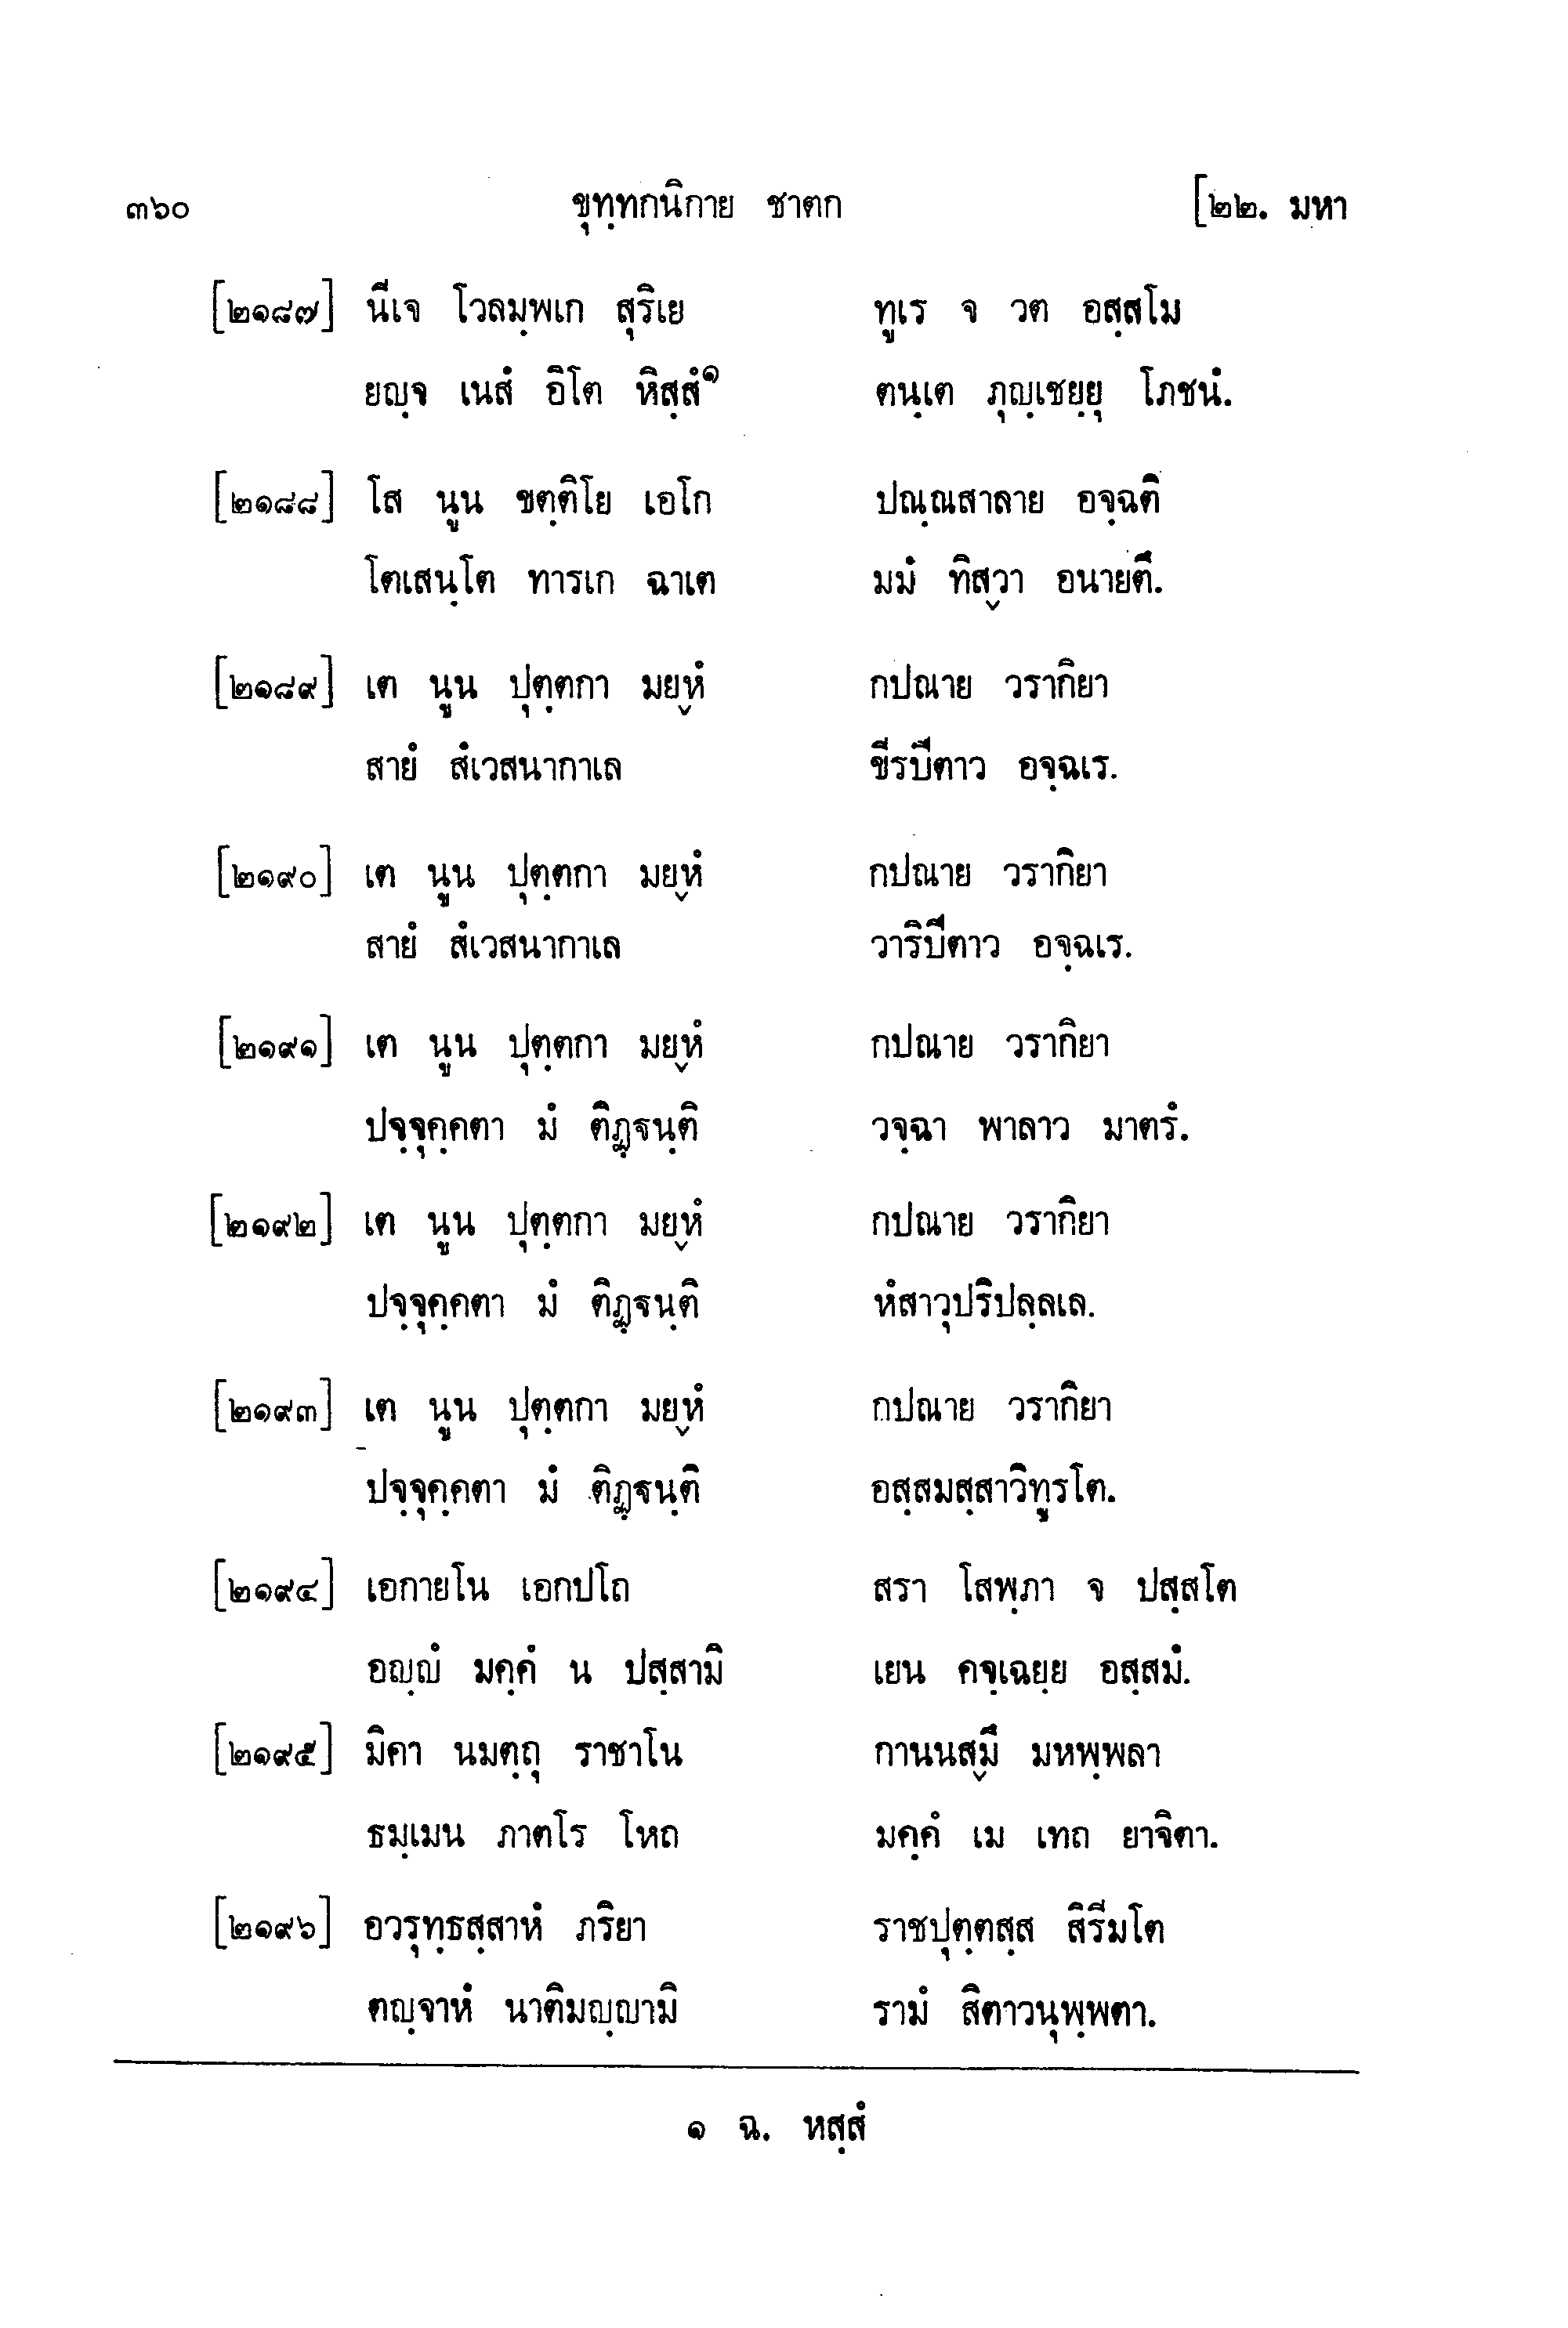 ๓๖๐ ขุทฺทกนิกาย ชาตก [๒๒. มหา
[๒๑๘๗] นีเจ โวลมฺพเก สุริเย ทูเร จ วต อสฺสโม
ยญฺจ เนสํ อิโต หิสฺสํ๑ ตนฺเต ภุญฺเชยฺยุ โภชนํ.
[๒๑๘๘] โส นูน ขตฺติโย เอโก ปณฺณสาลาย อจฺฉติ
โตเสนฺโต ทารเก ฉาเต มมํ ทิสฺวา อนายตึ.
[๒๑๘๙] เต นูน ปุตฺตกา มยฺหํ กปณาย วรากิยา
สายํ สํเวสนากาเล ขีรปีตาว อจฺฉเร.
[๒๑๙๐] เต นูน ปุตฺตกา มยฺหํ กปณาย วรากิยา
สายํ สํเวสนากาเล วาริปีตาว อจฺฉเร.
[๒๑๙๑] เต นูน ปุตฺตกา มยฺหํ กปณาย วรากิยา
ปจฺจุคฺคตา มํ ติฏฺฐนฺติ วจฺฉา พาลาว มาตรํ.
[๒๑๙๒] เต นูน ปุตฺตกา มยฺหํ กปณาย วรากิยา
ปจฺจุคฺคตา มํ ติฏฺฐนฺติ หํสาวุปริปลฺลเล.
[๒๑๙๓] เต นูน ปุตฺตกา มยฺหํ กปณาย วรากิยา
ปจฺจุคฺคตา มํ ติฏฺฐนฺติ อสฺสมสฺสาวิทูรโต.
[๒๑๙๔] เอกายโน เอกปโถ สรา โสพฺภา จ ปสฺสโต
อญฺญํ มคฺคํ น ปสฺสามิ เยน คจฺเฉยฺย อสฺสมํ.
[๒๑๙๕] มิคา นมตฺถุ ราชาโน กานนสฺมึ มหพฺพลา
ธมฺเมน ภาตโร โหถ มคฺคํ เม เทถ ยาจิตา.
[๒๑๙๖] อวรุทฺธสฺสาหํ ภริยา ราชปุตฺตสฺส สิรีมโต
ตญฺจาหํ นาติมญฺญามิ รามํ สีตาวนุพฺพตา.
๑ ฉ. หสฺสํ